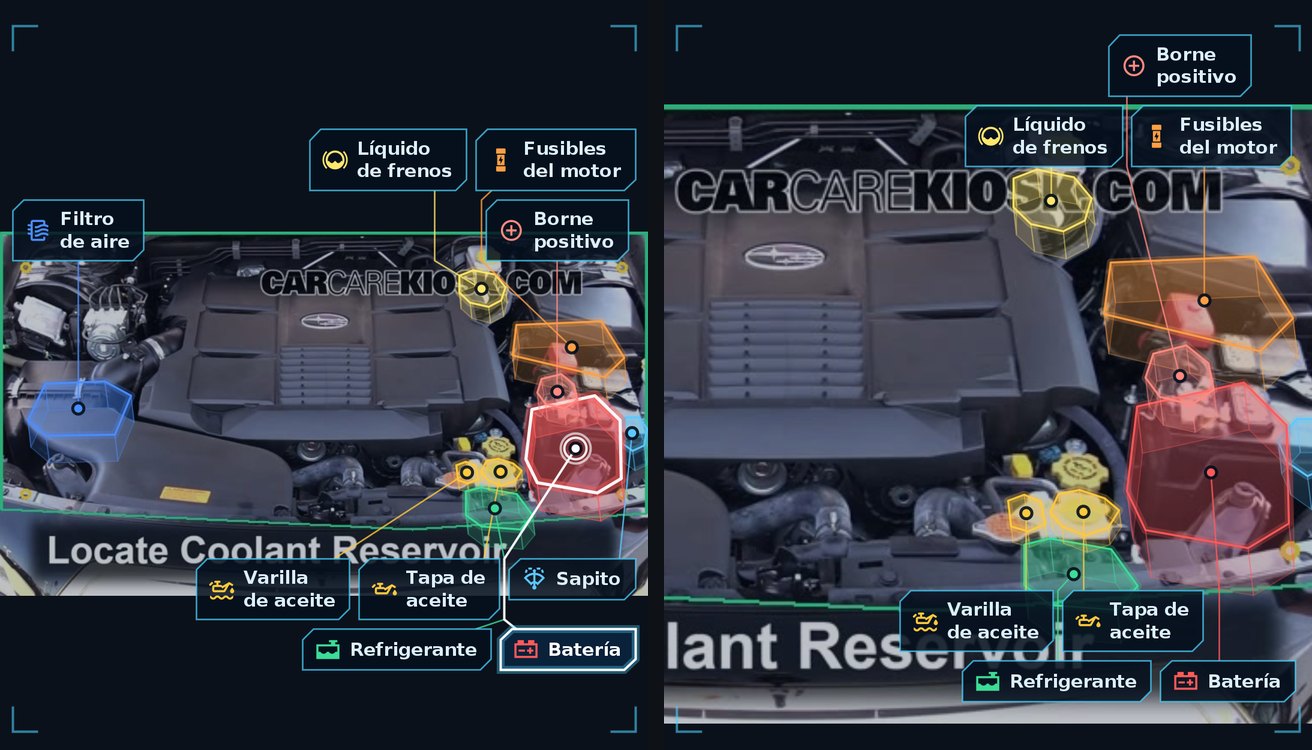 Líquido
de frenos
Fusibles
del motor
Filtro
de aire
Borne
positivo
CARCAREKIOSK.COM
Locate Coolant Reservoir
Varilla
de aceite
Tapa de
aceite
Sapito
Refrigerante
Batería
Borne
positivo
Líquido
de frenos
Fusibles
del motor
CARCAREKIOSK.COM
lant Reservoir
Varilla
de aceite
Tapa de
aceite
Refrigerante
Batería